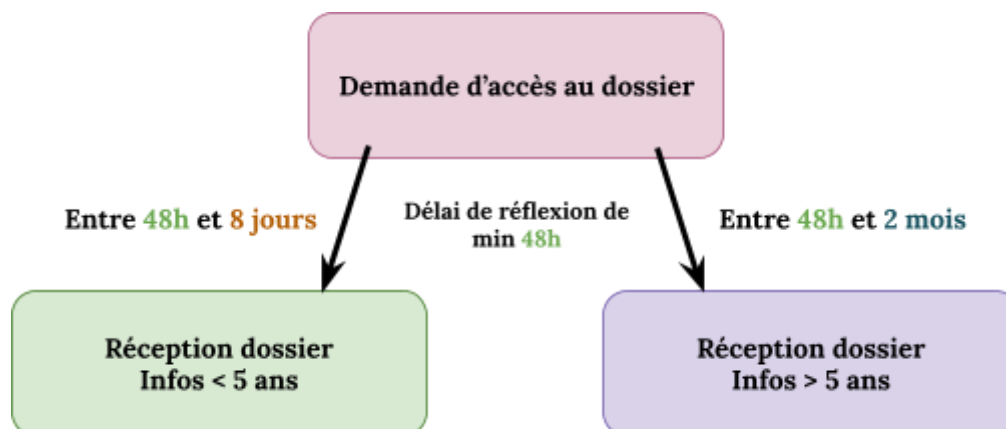 Demande d'accès au dossier
Entre 48h et 8 jours
Délai de réflexion de
min 48h
Entre 48h et 2 mois
Réception dossier
Infos < 5 ans
Réception dossier
Infos > 5 ans